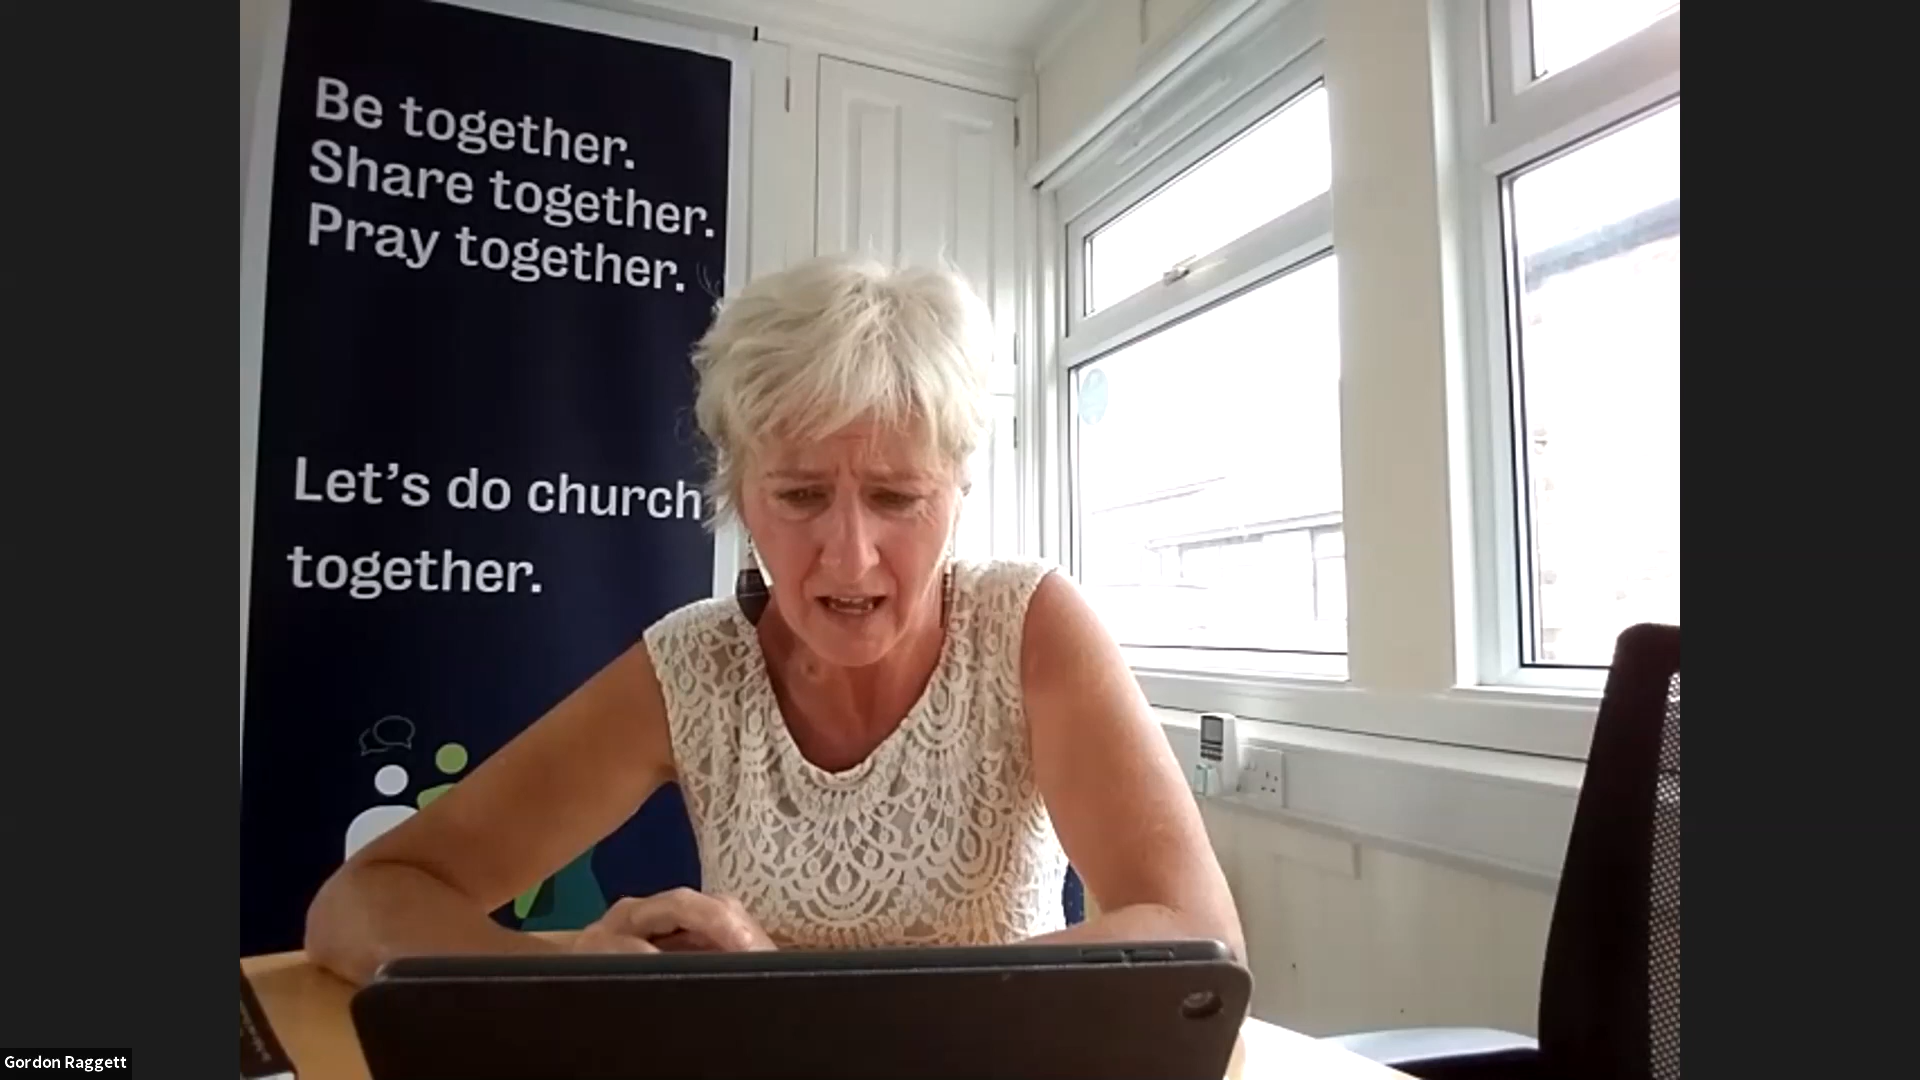 Be together.
Share together.
Pray together.
Let's do church
together.
Gordon Raggett